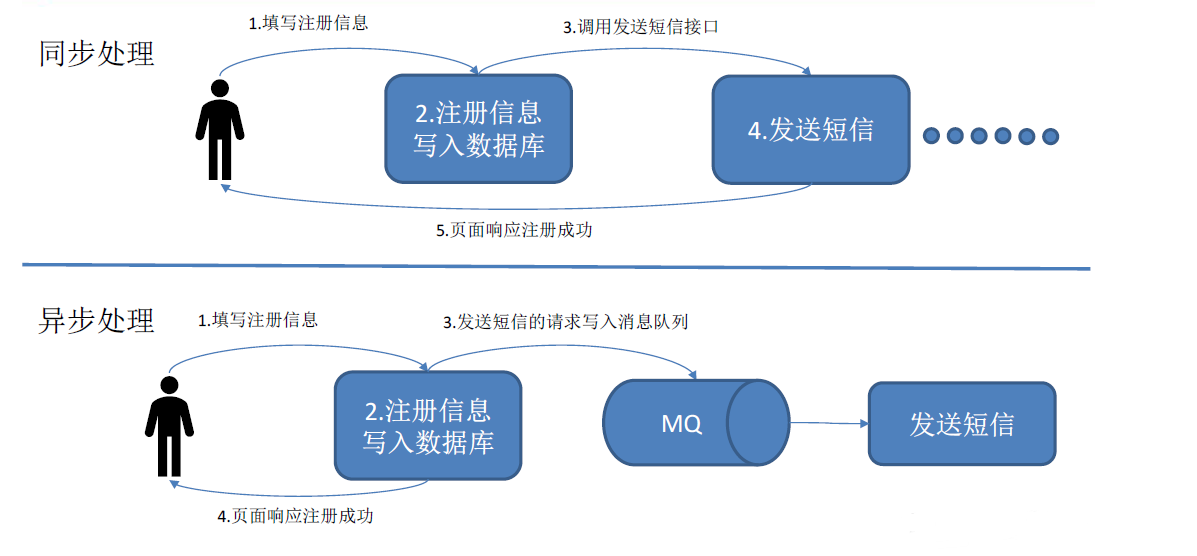 同步处理
1.填写注册信息
3.调用发送短信接口
2.注册信息
写入数据库
4.发送短信
5.页面响应注册成功
异步处理
1.填写注册信息
3.发送短信的请求写入消息队列
2.注册信息
写入数据库
MQ
发送短信
4.页面响应注册成功